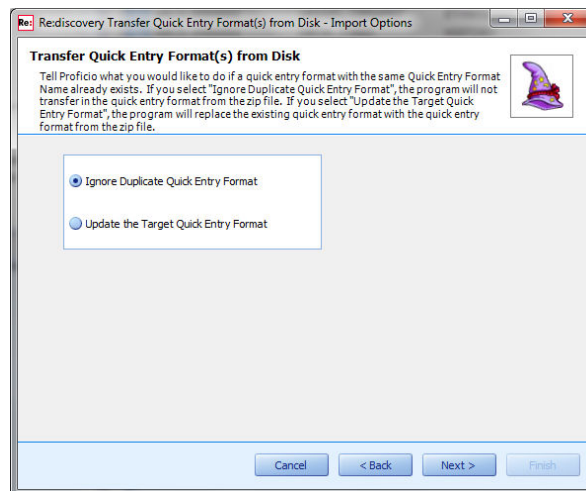 Re: Re:discovery Transfer Quick Entry Format(s) from Disk - Import Options
Transfer Quick Entry Format(s) from Disk
Tell Proficio what you would like to do if a quick entry format with the same Quick Entry Format
Name already exists. If you select "Ignore Duplicate Quick Entry Format", the program will not
transfer in the quick entry format from the zip file. If you select "Update the Target Quick
Entry Format", the program will replace the existing quick entry format with the quick entry
format from the zip file.
Ignore Duplicate Quick Entry Format
Update the Target Quick Entry Format
Cancel < Back Next > Finish